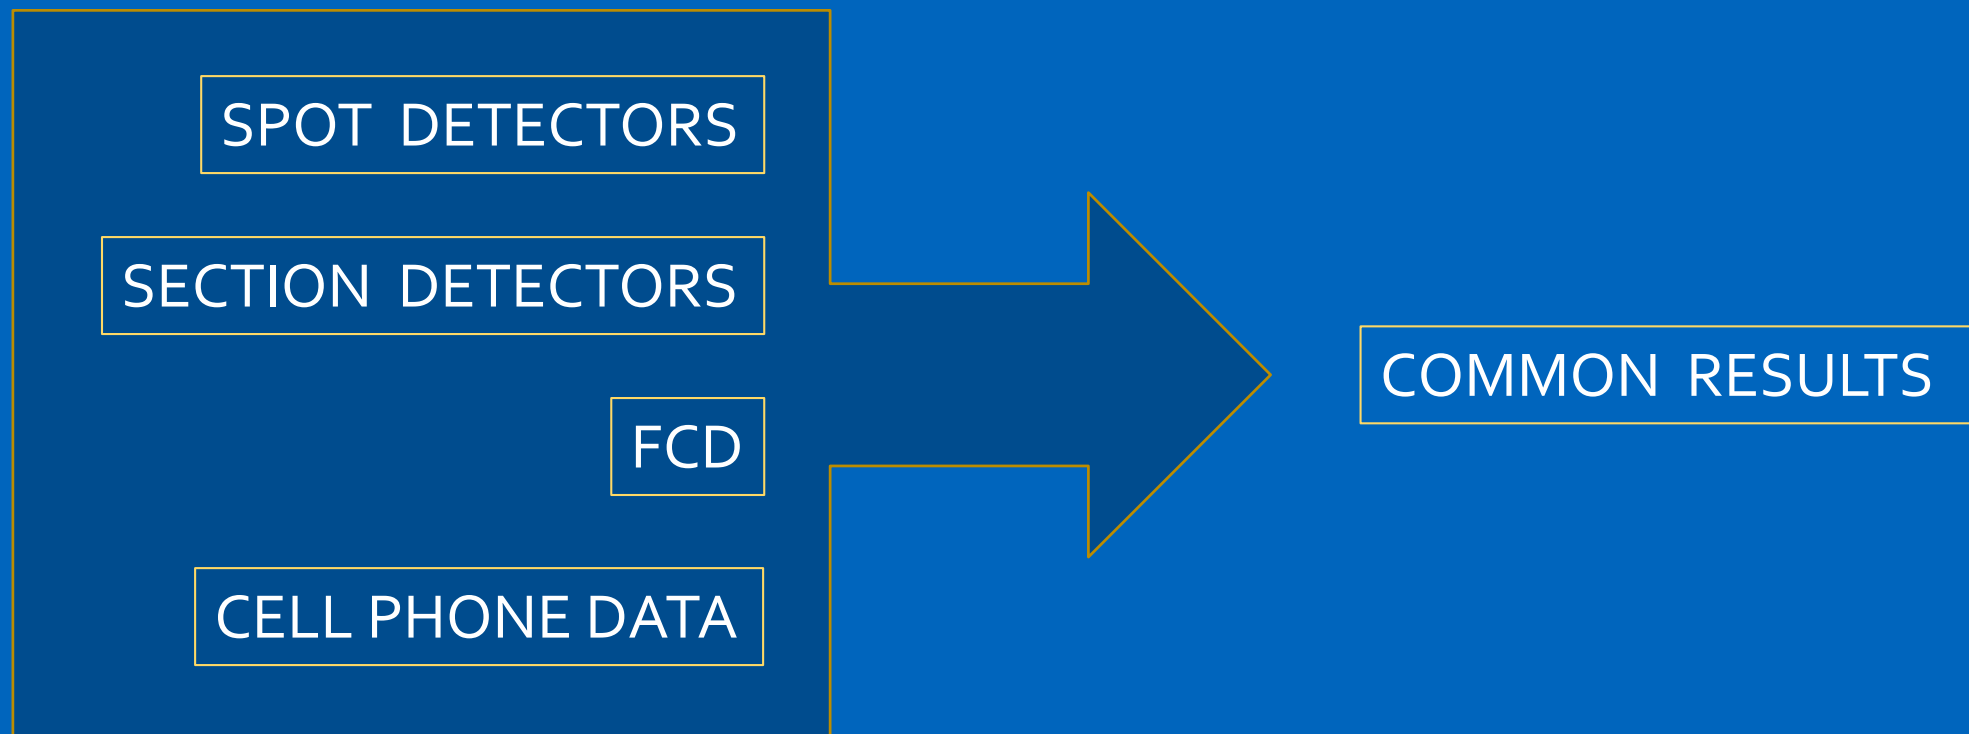 SPOT DETECTORS
SECTION DETECTORS
FCD
CELL PHONE DATA
COMMON RESULTS